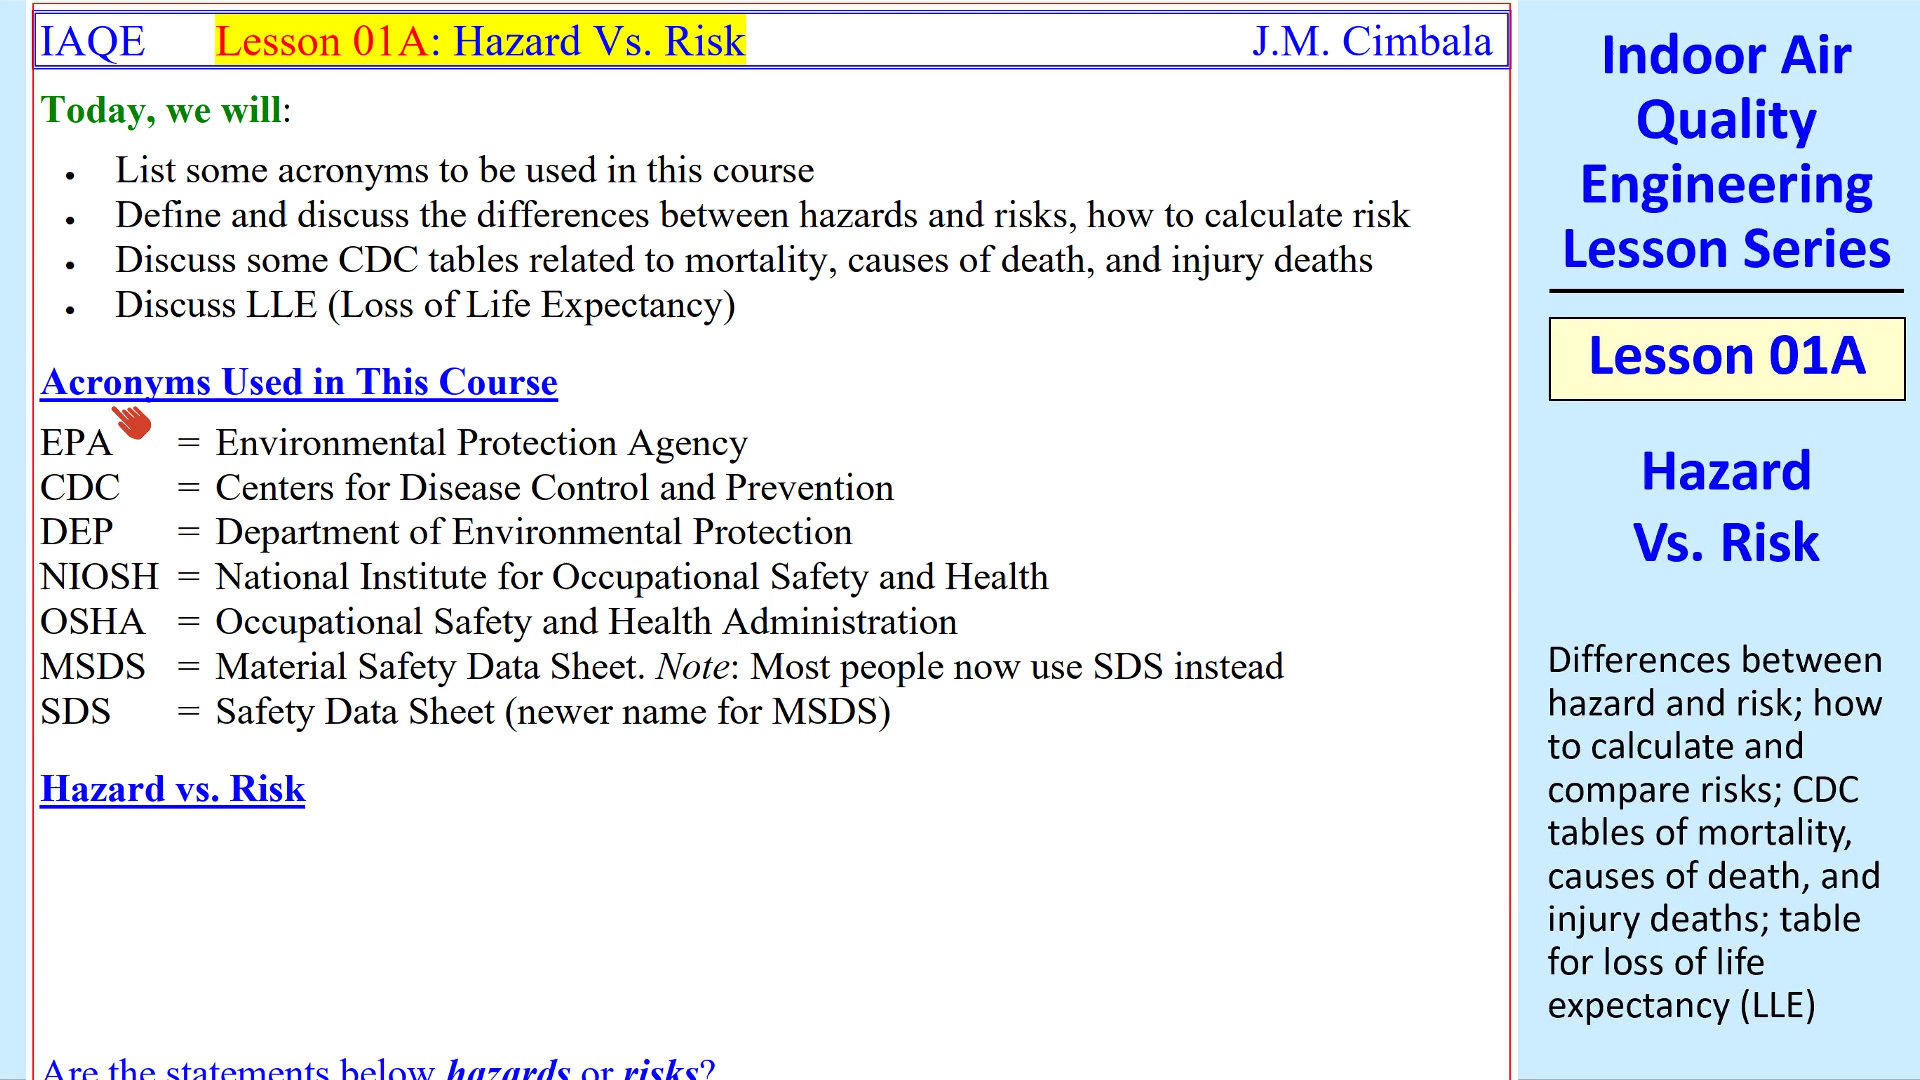 IAQE Lesson 01A: Hazard Vs. Risk J.M. Cimbala
Today, we will:
• List some acronyms to be used in this course
• Define and discuss the differences between hazards and risks, how to calculate risk
• Discuss some CDC tables related to mortality, causes of death, and injury deaths
• Discuss LLE (Loss of Life Expectancy)
Acronyms Used in This Course
EPA = Environmental Protection Agency
CDC = Centers for Disease Control and Prevention
DEP = Department of Environmental Protection
NIOSH = National Institute for Occupational Safety and Health
OSHA = Occupational Safety and Health Administration
MSDS = Material Safety Data Sheet. Note: Most people now use SDS instead
SDS = Safety Data Sheet (newer name for MSDS)
Hazard vs. Risk
Are the statements below hazards or risks?
Indoor Air
Quality
Engineering
Lesson Series
Lesson 01A
Hazard
Vs. Risk
Differences between
hazard and risk; how
to calculate and
compare risks; CDC
tables of mortality,
causes of death, and
injury deaths; table
for loss of life
expectancy (LLE)